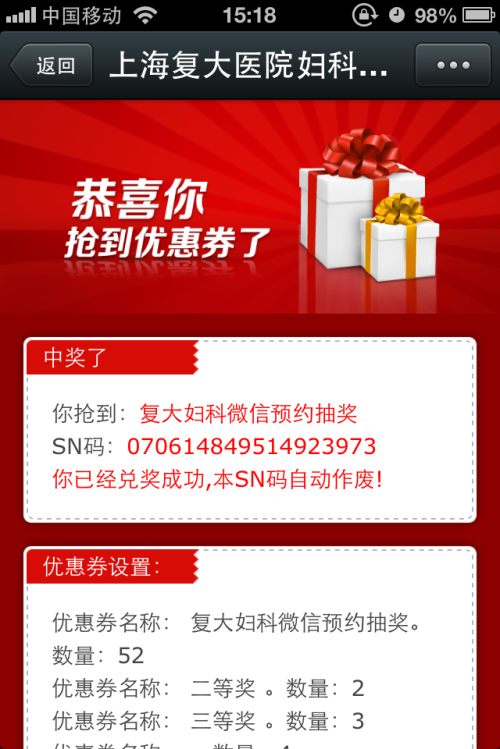 中国移动 15:18 98%
返回 上海复大医院妇科...
恭喜你
抢到优惠券了
中奖了
你抢到：复大妇科微信预约抽奖
SN码：070614849514923973
你已经兑奖成功,本SN码自动作废!
优惠券设置：
优惠券名称： 复大妇科微信预约抽奖。
数量：52
优惠券名称： 二等奖 。数量：2
优惠券名称： 三等奖 。数量：3